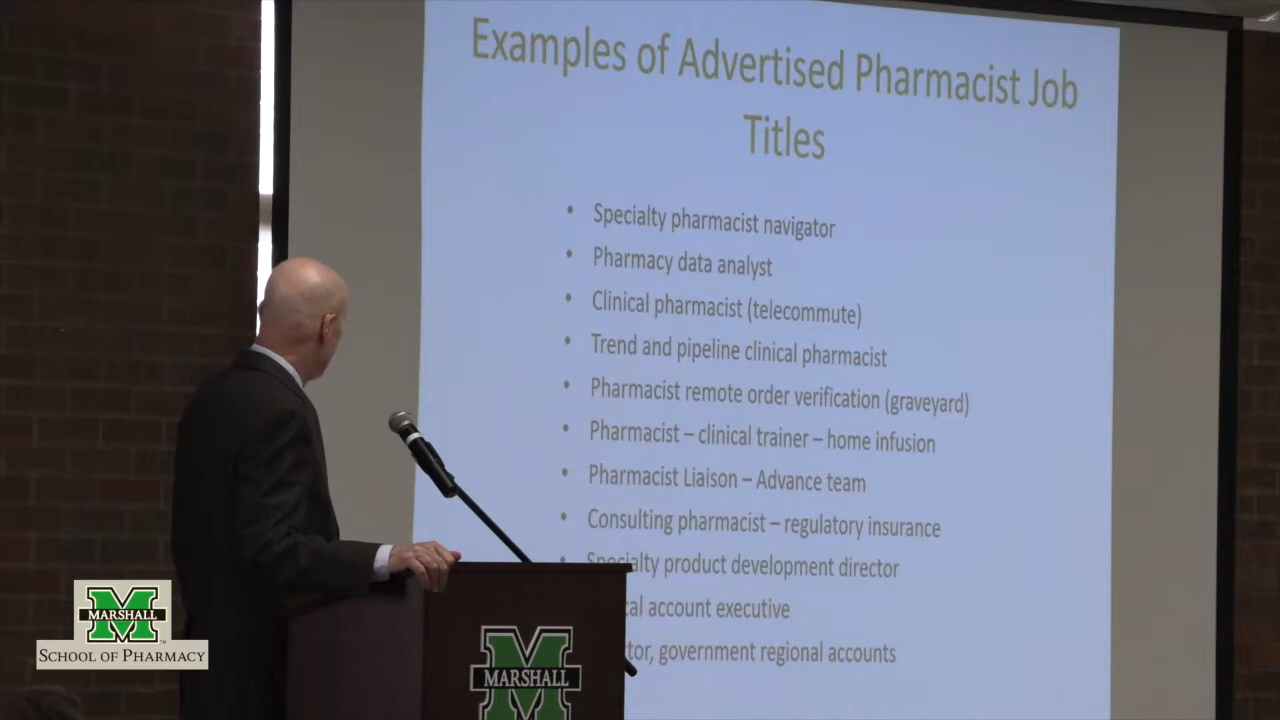 Examples of Advertised Pharmacist Job
Titles
• Specialty pharmacist navigator
• Pharmacy data analyst
• Clinical pharmacist (telecommute)
• Trend and pipeline clinical pharmacist
• Pharmacist remote order verification (graveyard)
• Pharmacist – clinical trainer – home infusion
• Pharmacist Liaison – Advance team
• Consulting pharmacist – regulatory insurance
• Specialty product development director
account executive
government regional accounts
MARSHALL
SCHOOL OF PHARMACY
MARSHALL